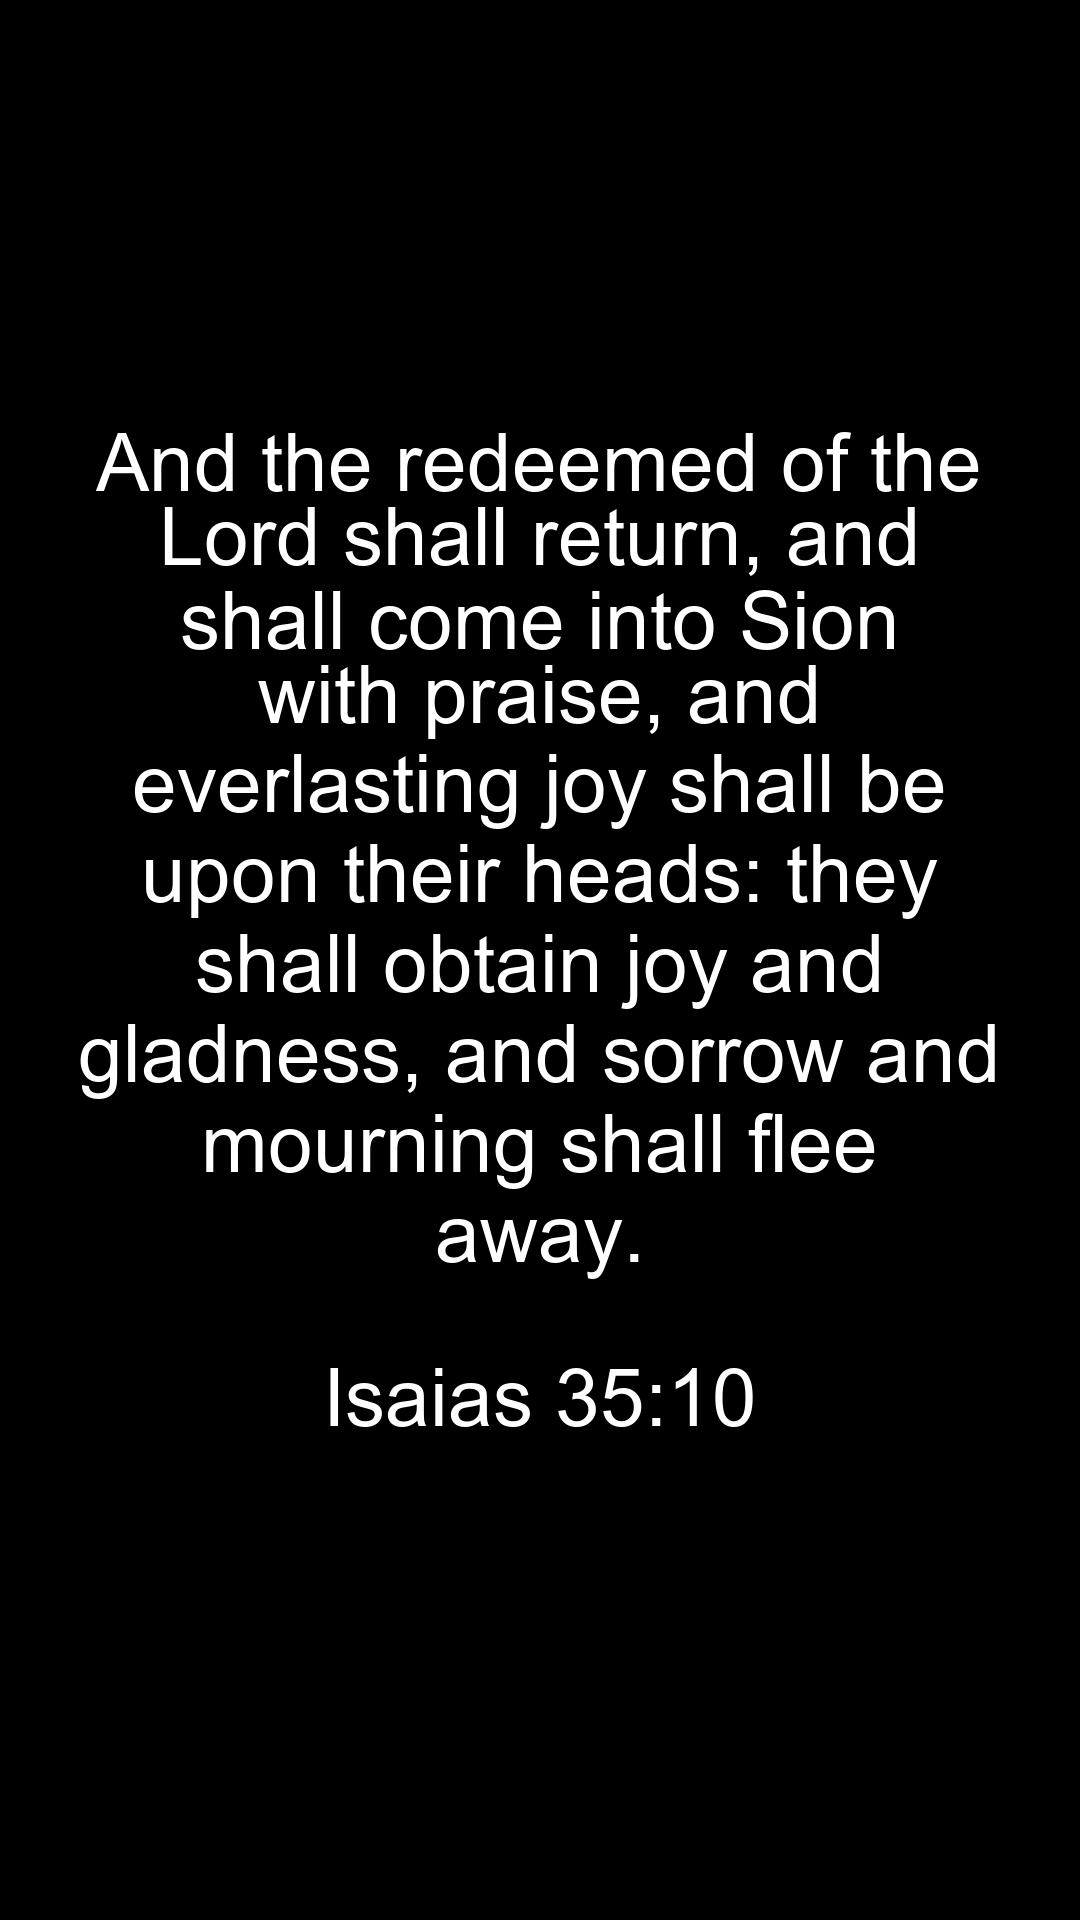 And the redeemed of the
Lord shall return, and
shall come into Sion
with praise, and
everlasting joy shall be
upon their heads: they
shall obtain joy and
gladness, and sorrow and
mourning shall flee
away.
Isaias 35:10